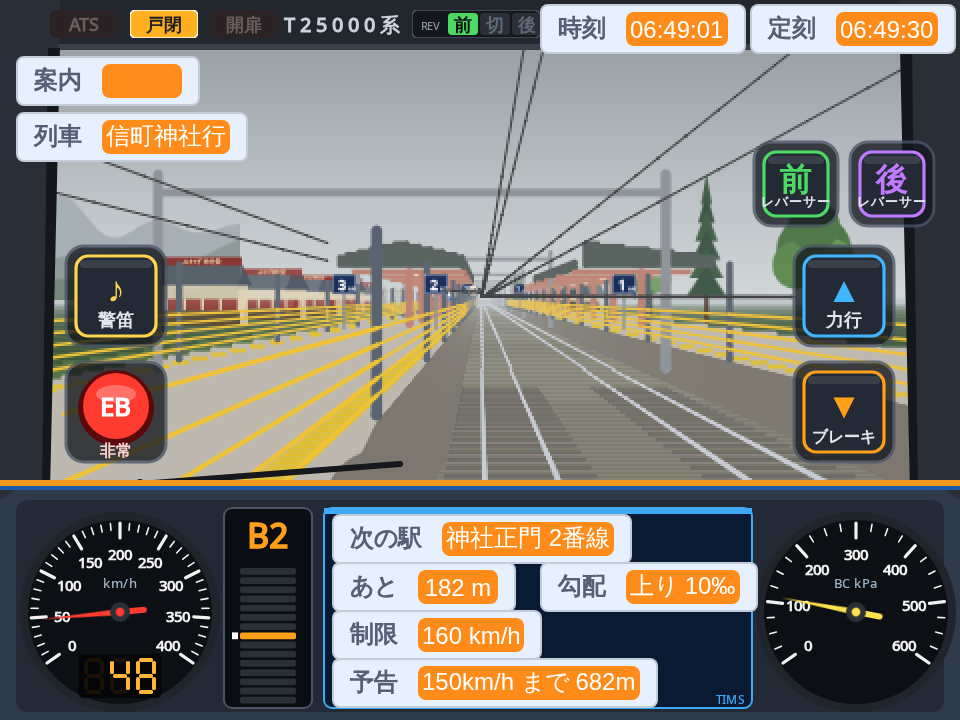 ATS 戸閉 開扉 T25000系 REV 前 切 後
時刻 06:49:01
定刻 06:49:30
案内
列車 信町神社行
前 レバーサー
後 レバーサー
3
2
1
♪
警笛
▲
力行
EB
非常
▼
ブレーキ
0 50 100 150 200 250 300 350 400
km/h
48
B2
次の駅 神社正門 2番線
あと 182 m
勾配 上り 10‰
制限 160 km/h
予告 150km/h まで 682m
TIMS
0 100 200 300 400 500 600
BC kPa